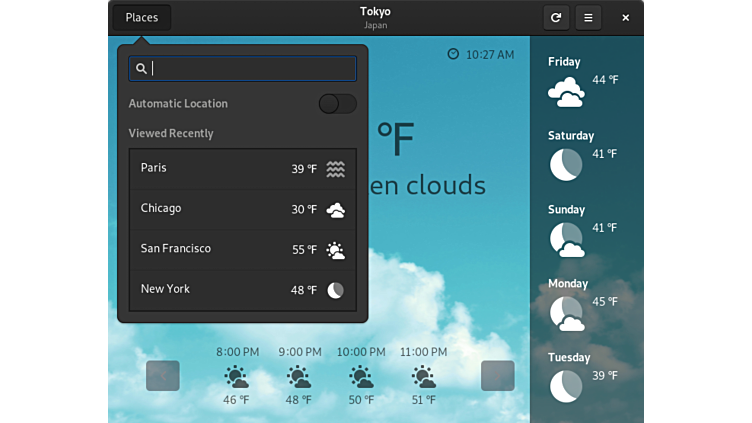 Places
Tokyo
Japan
10:27 AM
Automatic Location
Viewed Recently
Paris 39 °F
Chicago 30 °F
San Francisco 55 °F
New York 48 °F
°F
en clouds
8:00 PM 9:00 PM 10:00 PM 11:00 PM
46 °F 48 °F 50 °F 51 °F
Friday
44 °F
Saturday
41 °F
Sunday
41 °F
Monday
45 °F
Tuesday
39 °F